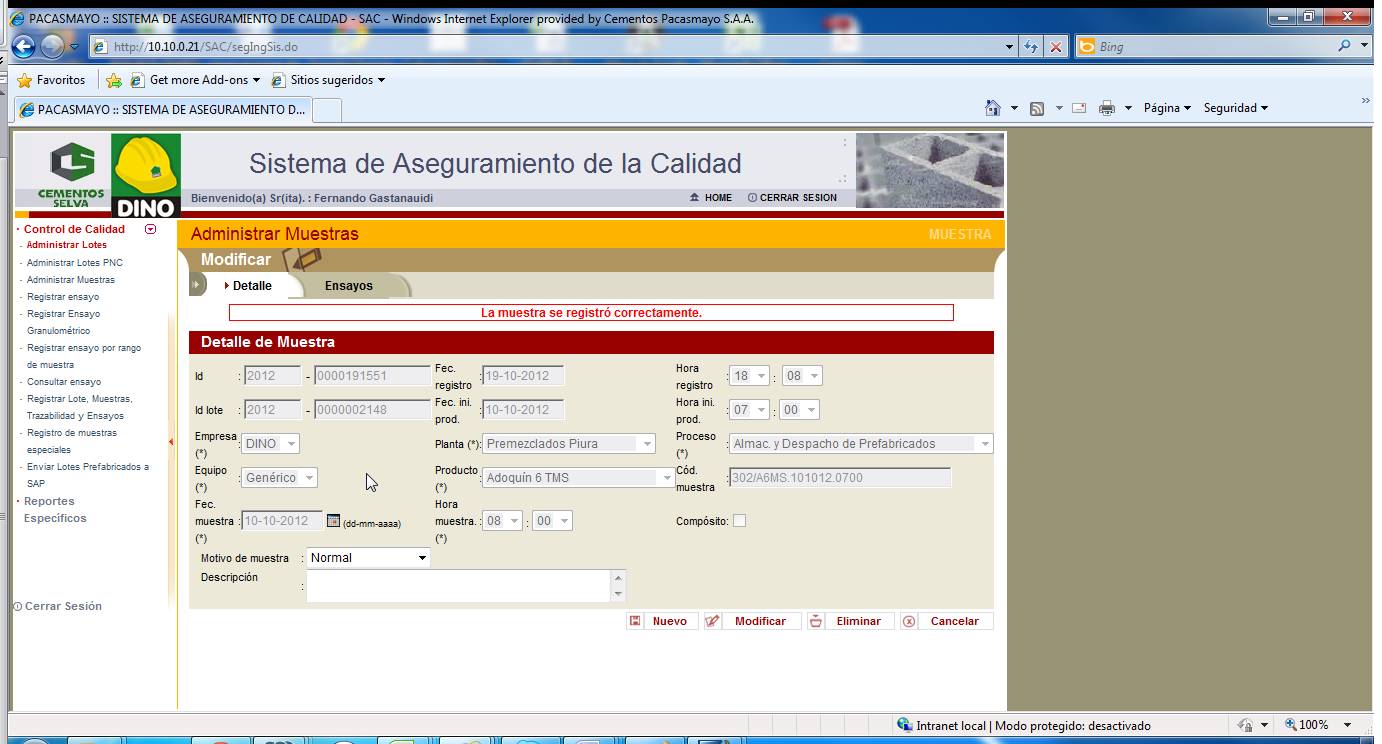 PACASMAYO :: SISTEMA DE ASEGURAMIENTO DE CALIDAD - SAC - Windows Internet Explorer provided by Cementos Pacasmayo S.A.A.
http://10.10.0.21/SAC/segIngSis.do
Bing
Favoritos
Get more Add-ons
Sitios sugeridos
PACASMAYO :: SISTEMA DE ASEGURAMIENTO D...
Página
Seguridad
»
CEMENTOS
SELVA
DINO
Sistema de Aseguramiento de la Calidad
Bienvenido(a) Sr(ita). : Fernando Gastanauidi
HOME
CERRAR SESION
Control de Calidad
- Administrar Lotes
- Administrar Lotes PNC
- Administrar Muestras
- Registrar ensayo
- Registrar Ensayo
Granulométrico
- Registrar ensayo por rango
de muestra
- Consultar ensayo
- Registrar Lote, Muestras,
Trazabilidad y Ensayos
- Registro de muestras
especiales
- Enviar Lotes Prefabricados a
SAP
Reportes
Específicos
Cerrar Sesión
Administrar Muestras
MUESTRA
Modificar
Detalle
Ensayos
La muestra se registró correctamente.
Detalle de Muestra
Id : 2012 - 0000191551 Fec. registro : 19-10-2012 Hora registro : 18 : 08
Id lote : 2012 - 0000002148 Fec. ini. prod. : 10-10-2012 Hora ini. prod. : 07 : 00
Empresa (*) : DINO Planta (*): Premezclados Piura Proceso (*) : Almac. y Despacho de Prefabricados
Equipo (*) : Genérico Producto (*) : Adoquín 6 TMS Cód. muestra : 302/A6MS.101012.0700
Fec. muestra (*) : 10-10-2012 (dd-mm-aaaa) Hora muestra. (*) : 08 : 00 Compósito:
Motivo de muestra : Normal
Descripción :
Nuevo
Modificar
Eliminar
Cancelar
Intranet local | Modo protegido: desactivado
100%